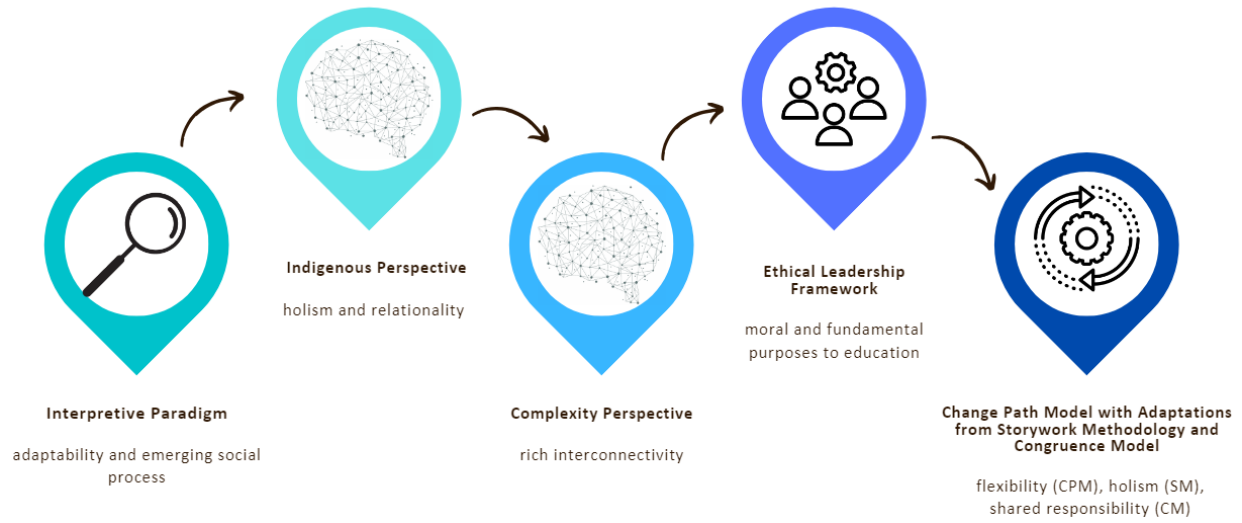 Interpretive Paradigm
adaptability and emerging social
process
Indigenous Perspective
holism and relationality
Complexity Perspective
rich interconnectivity
Ethical Leadership
Framework
moral and fundamental
purposes to education
Change Path Model with Adaptations
from Storywork Methodology and
Congruence Model
flexibility (CPM), holism (SM),
shared responsibility (CM)